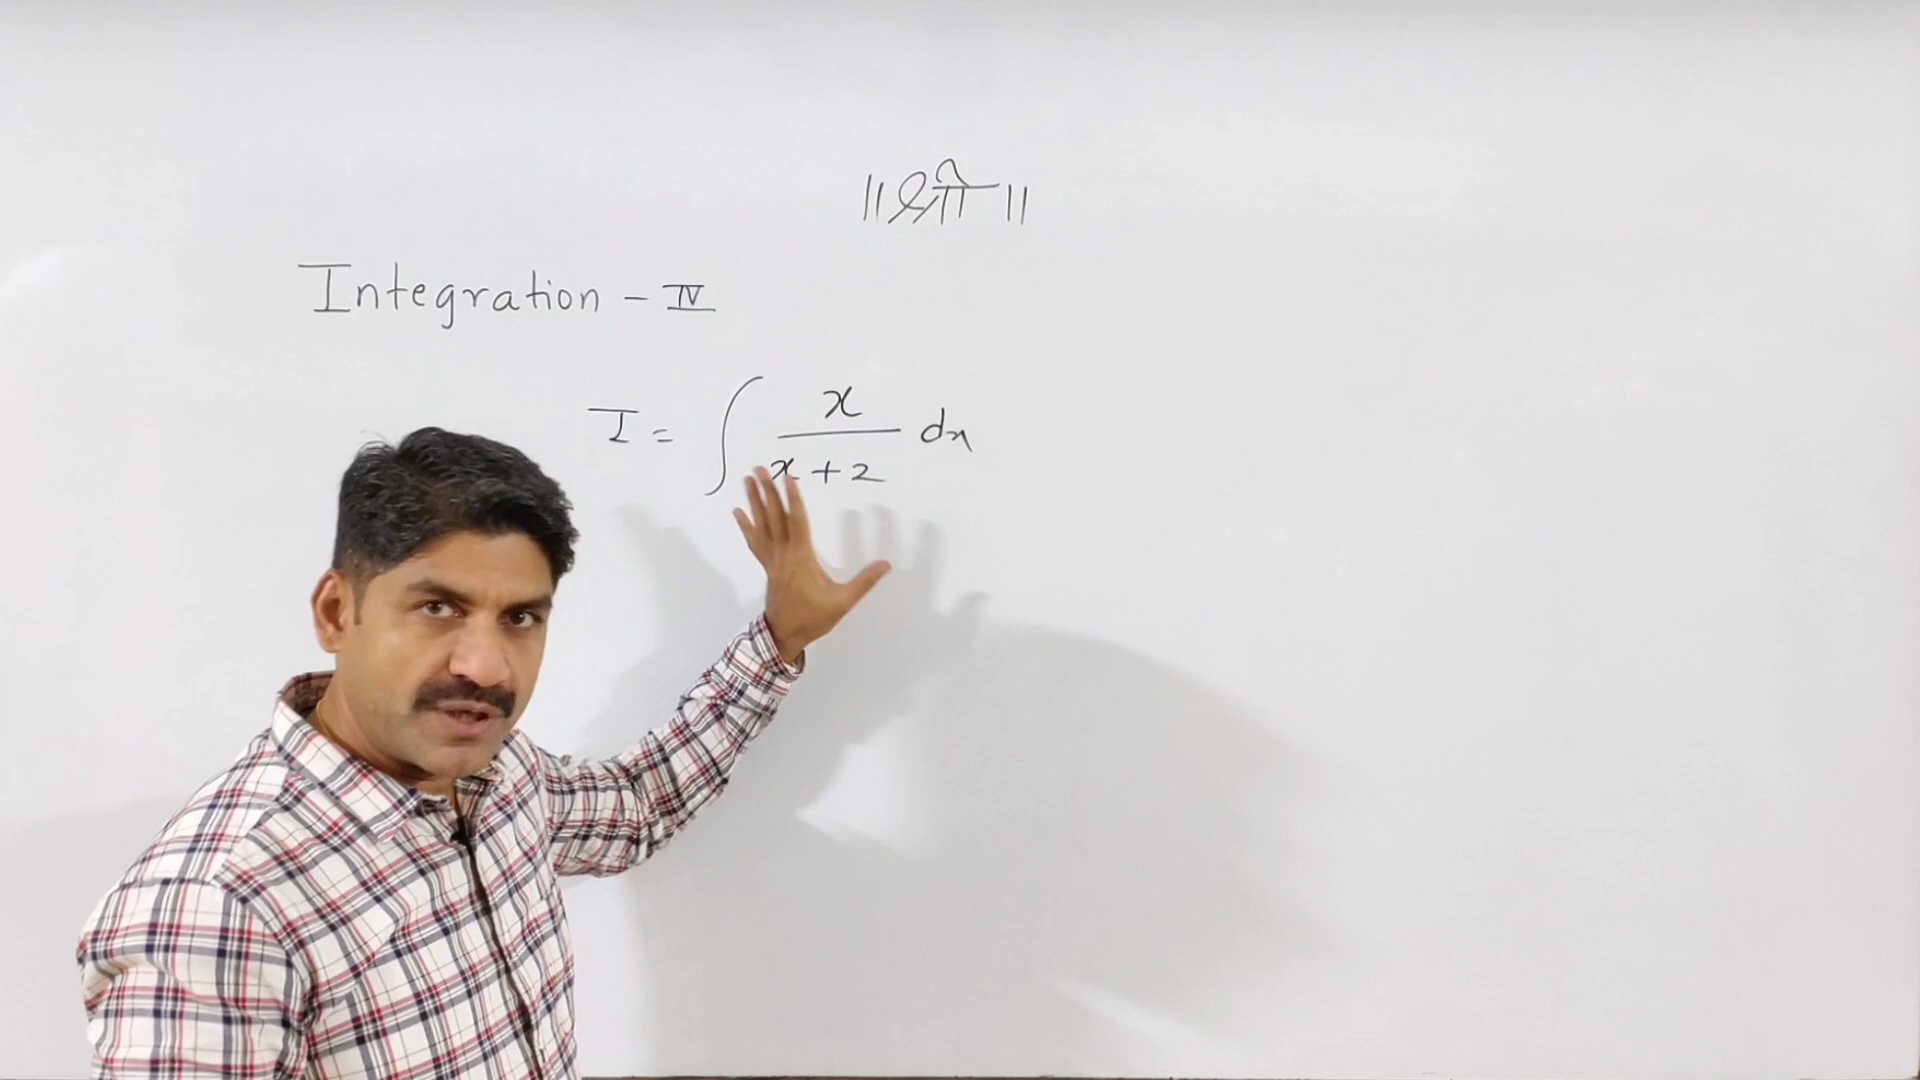 ॥ श्री ॥
Integration - IV
I = ∫ x / (x + 2) dx